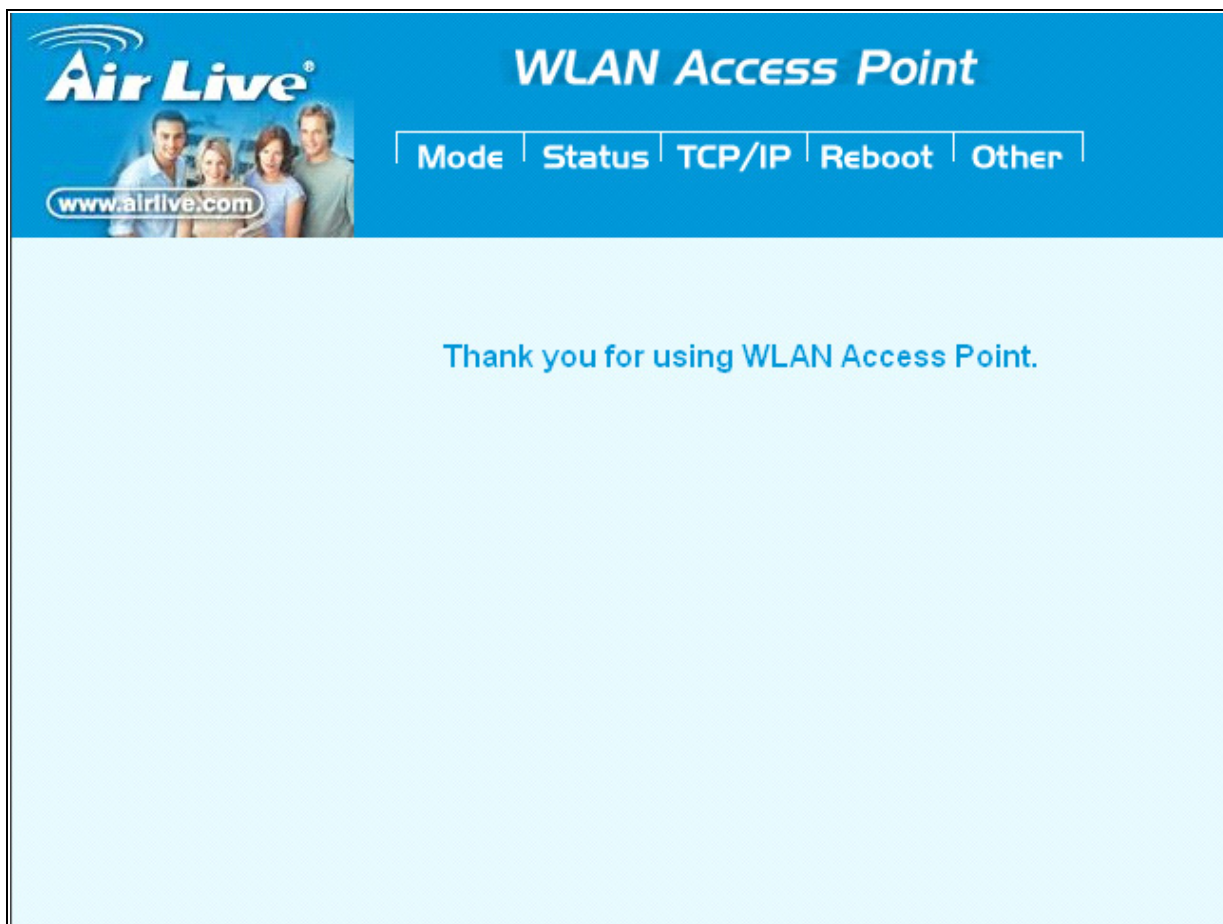 Air Live®
www.airlive.com
WLAN Access Point
Mode Status TCP/IP Reboot Other
Thank you for using WLAN Access Point.